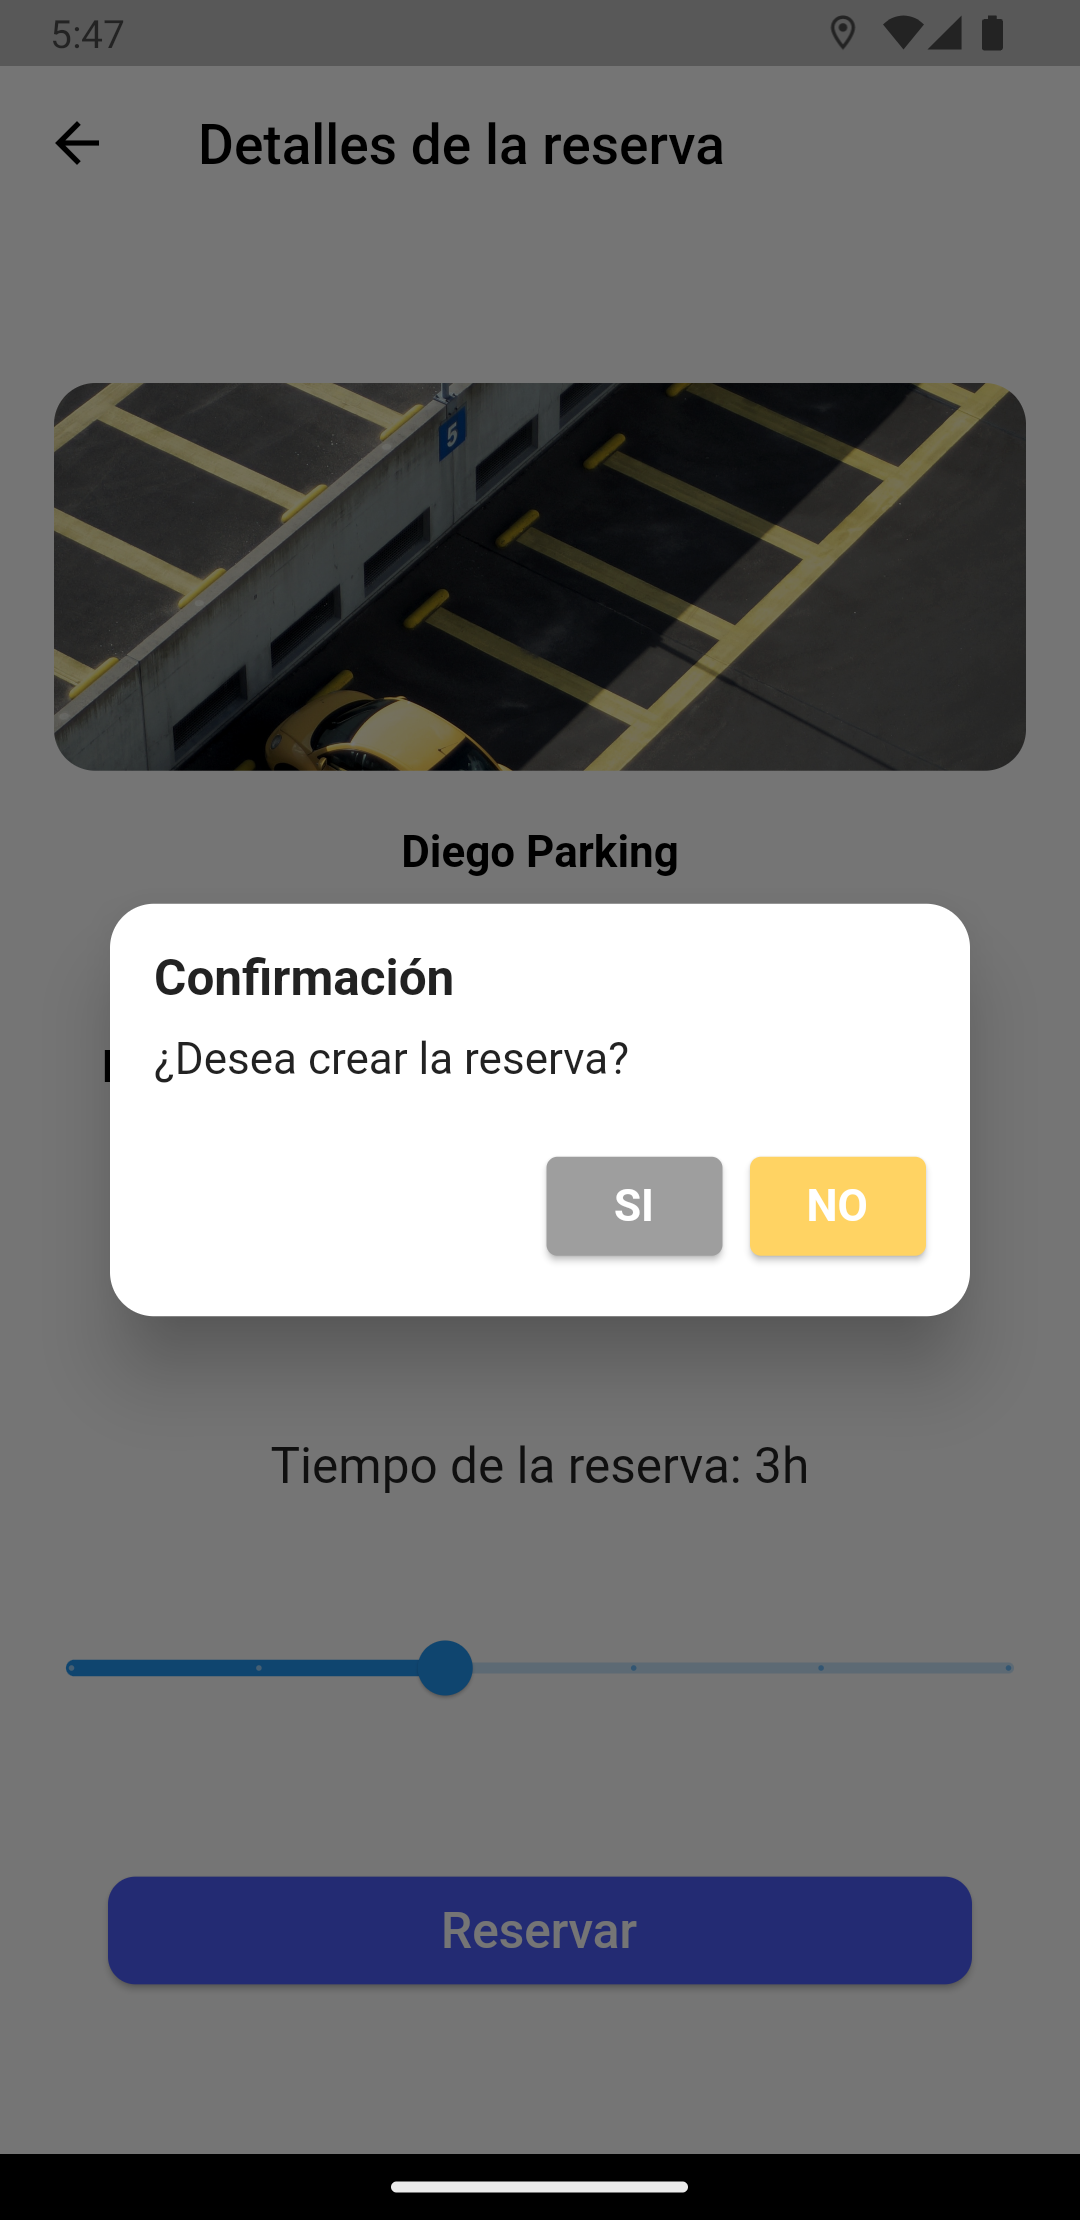 5:47
Detalles de la reserva
5
Diego Parking
Confirmación
¿Desea crear la reserva?
SI
NO
Tiempo de la reserva: 3h
Reservar